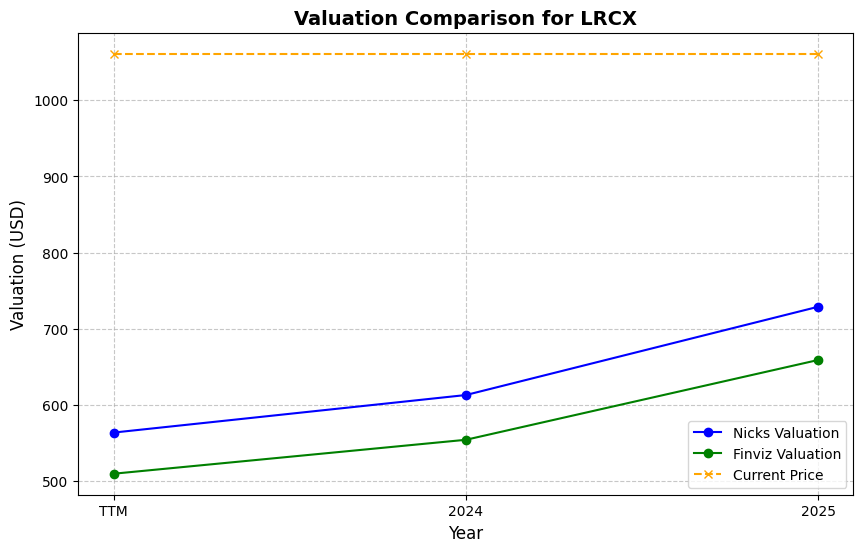 Valuation Comparison for LRCX
Valuation (USD)
1000
900
800
700
600
500
TTM
2024
2025
Year
Nicks Valuation
Finviz Valuation
Current Price